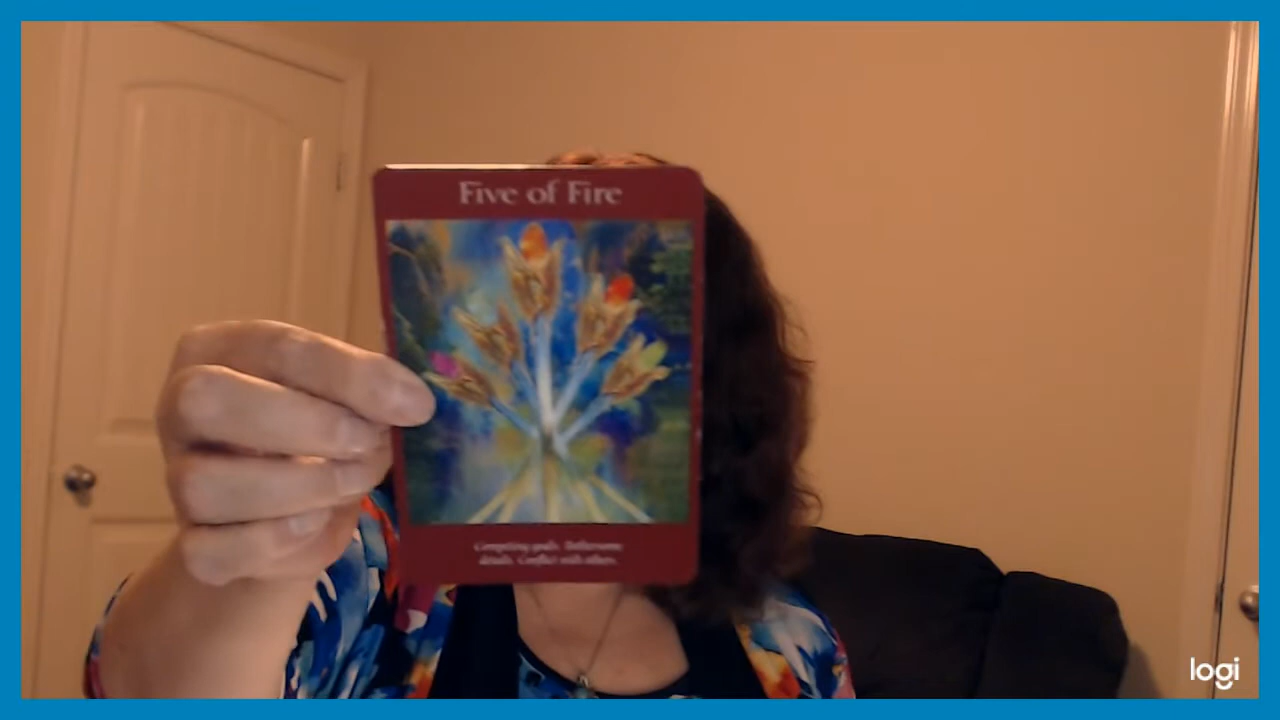 Five of Fire
Competing goals. Bothersome
details. Conflict with others.
logi